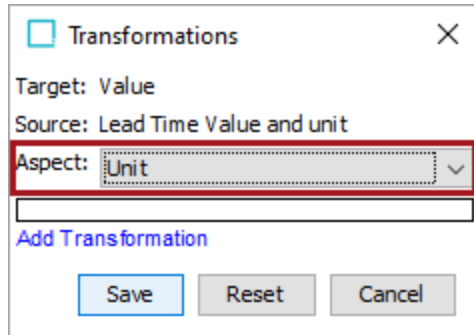 Transformations
Target: Value
Source: Lead Time Value and unit
Aspect: Unit
Add Transformation
Save Reset Cancel